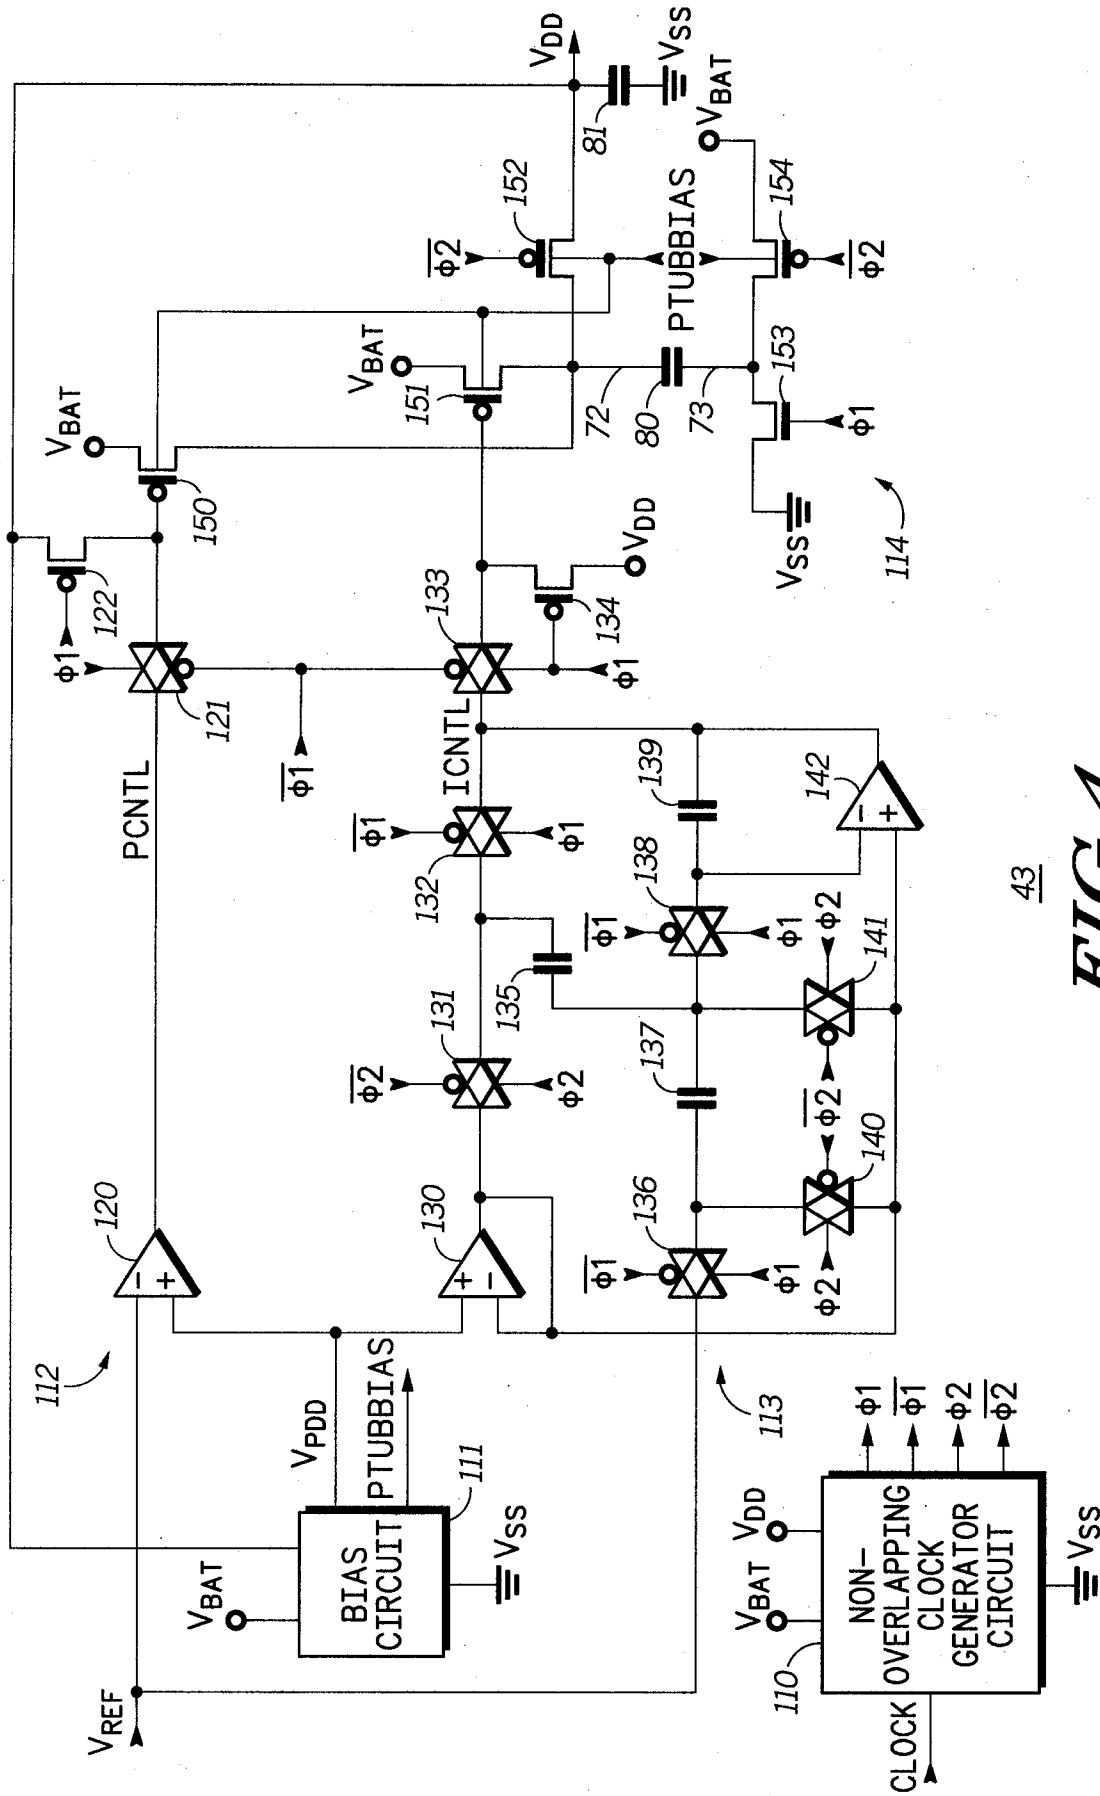 VREF
112
120
PCNTL
121
φ1
φ1
122
VBAT
150
VDD
VBAT
BIAS
CIRCUIT
111
VSS
VPDD
PTUBBIAS
130
φ2
131
φ2
φ1
132
φ1
ICNTL
φ1
133
φ1
134
VDD
VBAT
151
φ2
152
81
VSS
135
113
φ1
136
φ1
137
φ1
138
φ1
139
72
80
73
PTUBBIAS
VBAT
φ2
140
φ2
φ2
141
φ2
142
VSS
153
φ1
154
φ2
114
VBAT
VDD
110
CLOCK
NON-
OVERLAPPING
CLOCK
GENERATOR
CIRCUIT
φ1
φ1
φ2
φ2
VSS
43
FIG.4